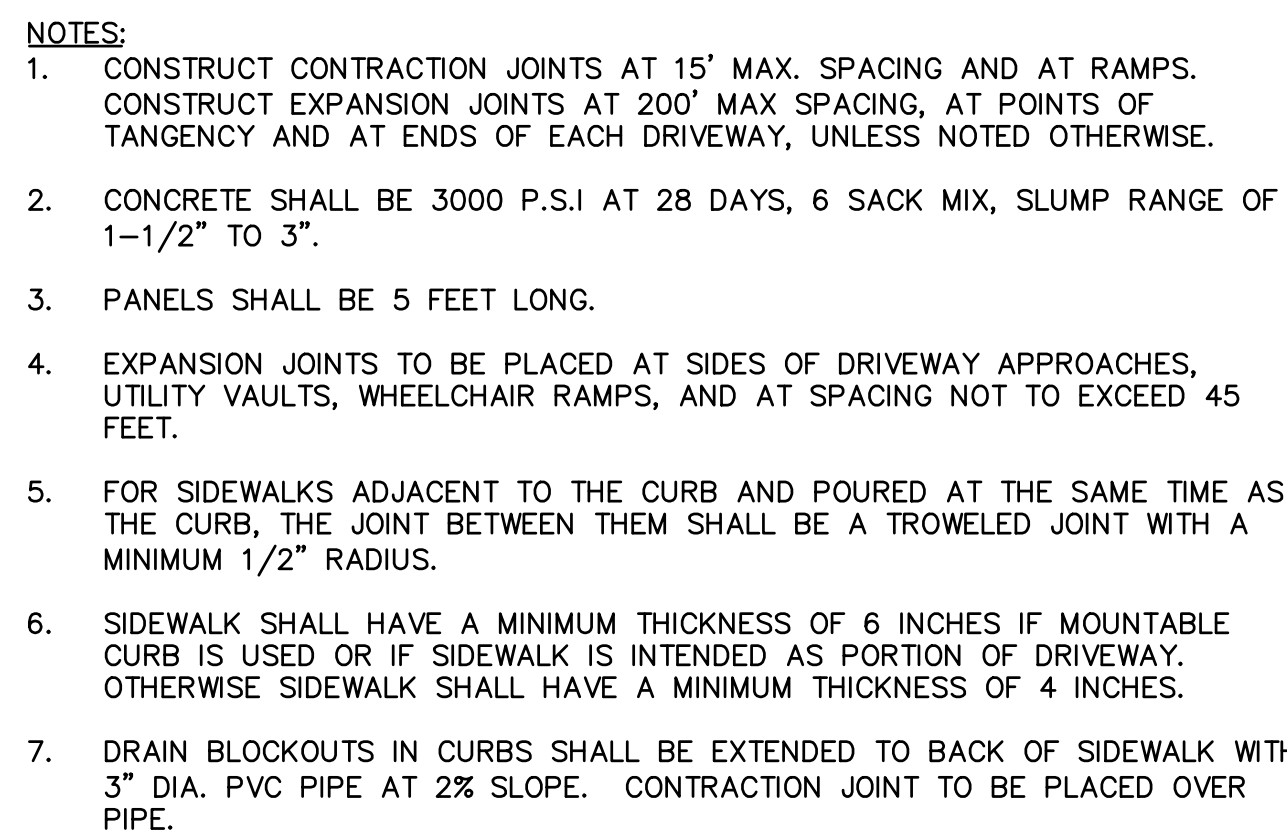 NOTES:
1. CONSTRUCT CONTRACTION JOINTS AT 15' MAX. SPACING AND AT RAMPS.
CONSTRUCT EXPANSION JOINTS AT 200' MAX SPACING, AT POINTS OF
TANGENCY AND AT ENDS OF EACH DRIVEWAY, UNLESS NOTED OTHERWISE.
2. CONCRETE SHALL BE 3000 P.S.I AT 28 DAYS, 6 SACK MIX, SLUMP RANGE OF
1–1/2" TO 3".
3. PANELS SHALL BE 5 FEET LONG.
4. EXPANSION JOINTS TO BE PLACED AT SIDES OF DRIVEWAY APPROACHES,
UTILITY VAULTS, WHEELCHAIR RAMPS, AND AT SPACING NOT TO EXCEED 45
FEET.
5. FOR SIDEWALKS ADJACENT TO THE CURB AND POURED AT THE SAME TIME AS
THE CURB, THE JOINT BETWEEN THEM SHALL BE A TROWELED JOINT WITH A
MINIMUM 1/2" RADIUS.
6. SIDEWALK SHALL HAVE A MINIMUM THICKNESS OF 6 INCHES IF MOUNTABLE
CURB IS USED OR IF SIDEWALK IS INTENDED AS PORTION OF DRIVEWAY.
OTHERWISE SIDEWALK SHALL HAVE A MINIMUM THICKNESS OF 4 INCHES.
7. DRAIN BLOCKOUTS IN CURBS SHALL BE EXTENDED TO BACK OF SIDEWALK WITH
3" DIA. PVC PIPE AT 2% SLOPE. CONTRACTION JOINT TO BE PLACED OVER
PIPE.